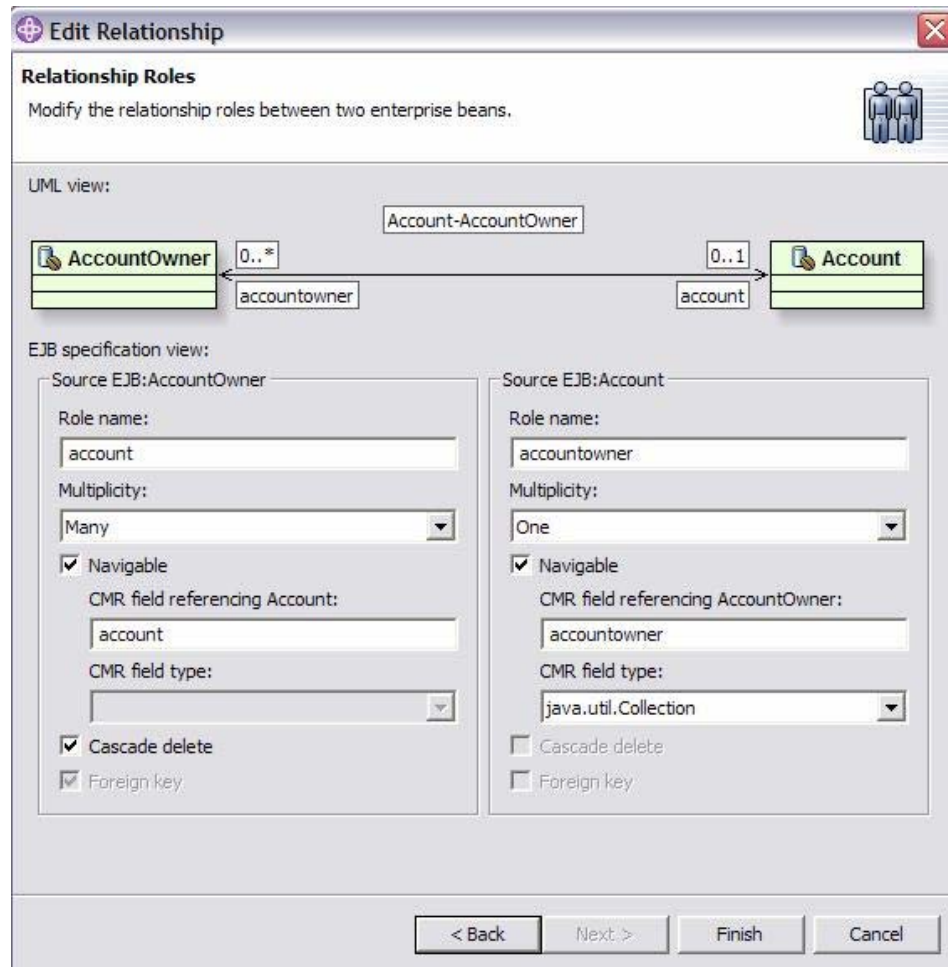 Edit Relationship
Relationship Roles
Modify the relationship roles between two enterprise beans.
UML view:
Account-AccountOwner
AccountOwner 0..* 0..1 Account
accountowner account
EJB specification view:
Source EJB:AccountOwner
Role name:
account
Multiplicity:
Many
Navigable
CMR field referencing Account:
account
CMR field type:
Cascade delete
Foreign key
Source EJB:Account
Role name:
accountowner
Multiplicity:
One
Navigable
CMR field referencing AccountOwner:
accountowner
CMR field type:
java.util.Collection
Cascade delete
Foreign key
< Back Next > Finish Cancel